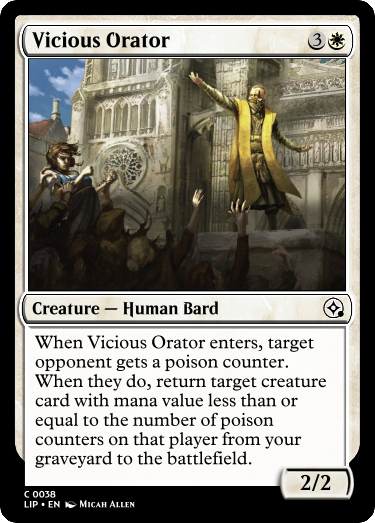 Vicious Orator
3
Creature — Human Bard
When Vicious Orator enters, target
opponent gets a poison counter.
When they do, return target creature
card with mana value less than or
equal to the number of poison
counters on that player from your
graveyard to the battlefield.
2/2
C 0038
LIP • EN Micah Allen